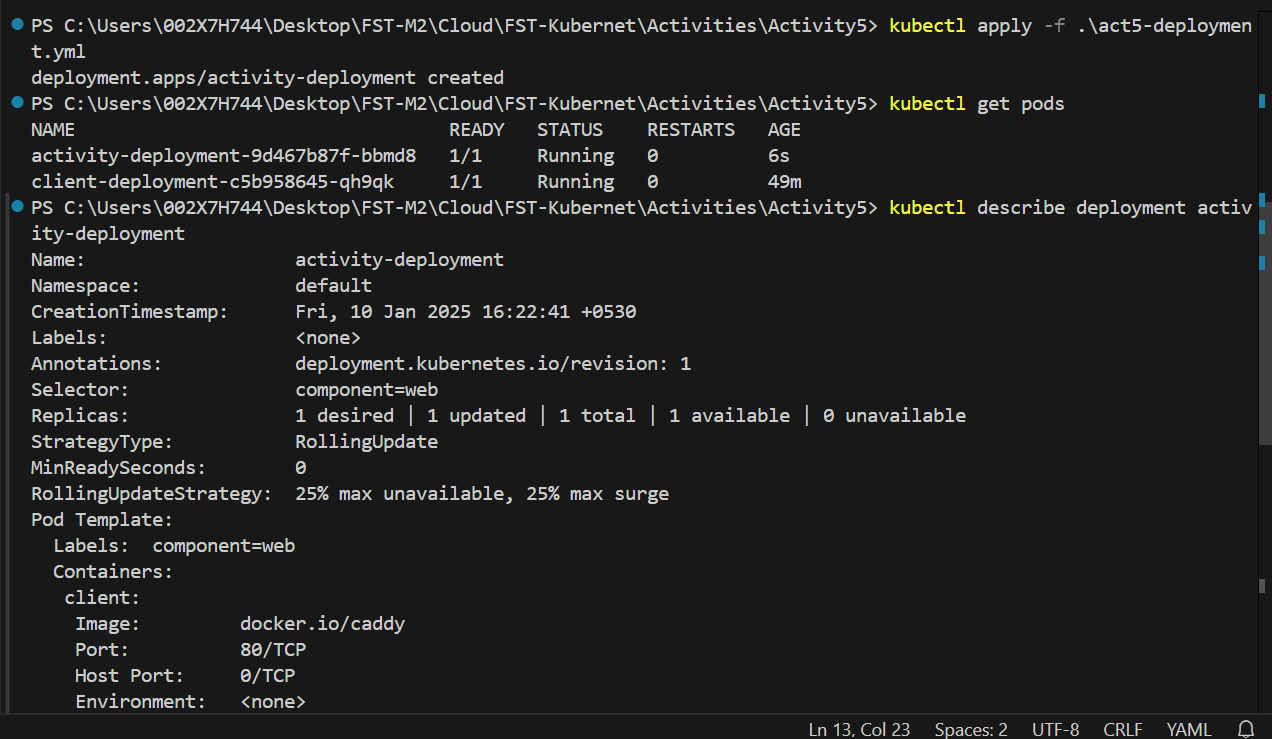 PS C:\Users\002X7H744\Desktop\FST-M2\Cloud\FST-Kubernet\Activities\Activity5> kubectl apply -f .\act5-deploymen
t.yml
deployment.apps/activity-deployment created
PS C:\Users\002X7H744\Desktop\FST-M2\Cloud\FST-Kubernet\Activities\Activity5> kubectl get pods
NAME READY STATUS RESTARTS AGE
activity-deployment-9d467b87f-bbmd8 1/1 Running 0 6s
client-deployment-c5b958645-qh9qk 1/1 Running 0 49m
PS C:\Users\002X7H744\Desktop\FST-M2\Cloud\FST-Kubernet\Activities\Activity5> kubectl describe deployment activ
ity-deployment
Name: activity-deployment
Namespace: default
CreationTimestamp: Fri, 10 Jan 2025 16:22:41 +0530
Labels: <none>
Annotations: deployment.kubernetes.io/revision: 1
Selector: component=web
Replicas: 1 desired | 1 updated | 1 total | 1 available | 0 unavailable
StrategyType: RollingUpdate
MinReadySeconds: 0
RollingUpdateStrategy: 25% max unavailable, 25% max surge
Pod Template:
Labels: component=web
Containers:
client:
Image: docker.io/caddy
Port: 80/TCP
Host Port: 0/TCP
Environment: <none>
Ln 13, Col 23 Spaces: 2 UTF-8 CRLF YAML